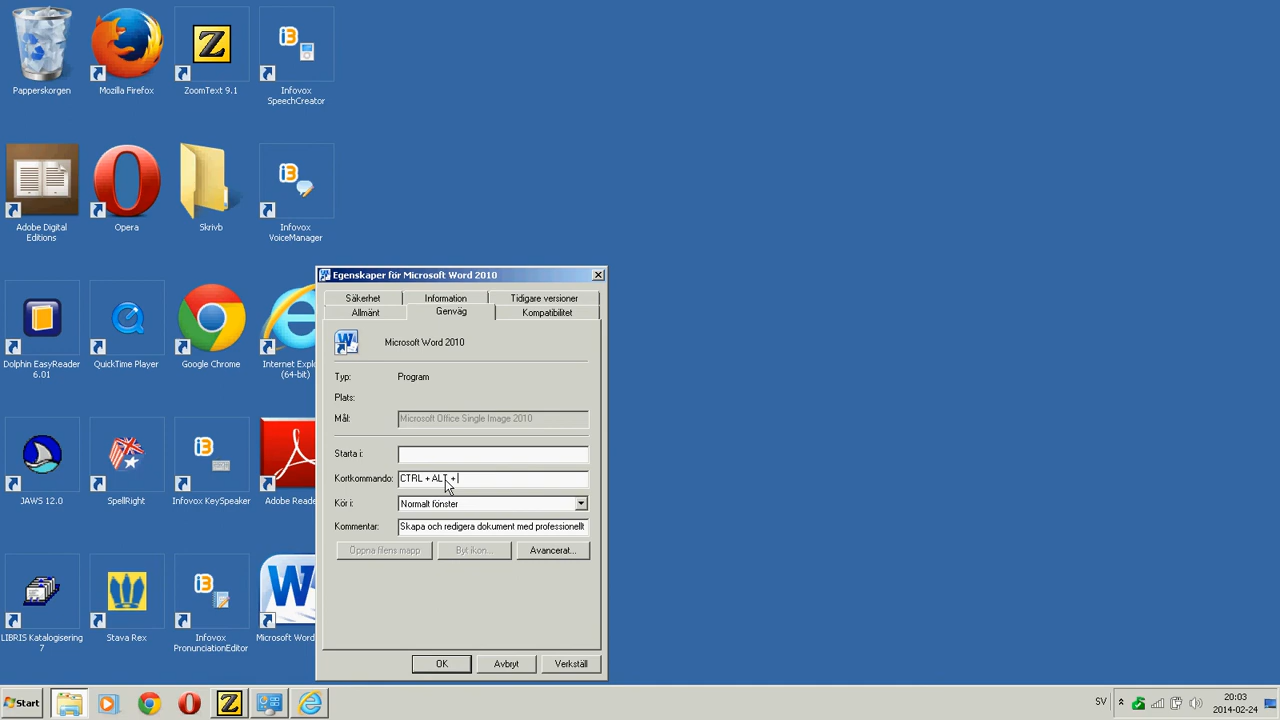 Papperskorgen
Mozilla Firefox
ZoomText 9.1
Infovox
SpeechCreator
Adobe Digital
Editions
Opera
Skrivb
Infovox
VoiceManager
Dolphin EasyReader
6.01
QuickTime Player
Google Chrome
Internet Expl
(64-bit)
JAWS 12.0
SpellRight
Infovox KeySpeaker
Adobe Reade
LIBRIS Katalogisering
7
Stava Rex
Infovox
PronunciationEditor
Microsoft Word
Egenskaper för Microsoft Word 2010
Säkerhet Information Tidigare versioner
Allmänt Genväg Kompatibilitet
Microsoft Word 2010
Typ: Program
Plats:
Mål: Microsoft Office Single Image 2010
Starta i:
Kortkommando: CTRL + ALT +
Kör i: Normalt fönster
Kommentar: Skapa och redigera dokument med professionellt
Öppna filens mapp Byt ikon... Avancerat...
OK Avbryt Verkställ
Start
SV
20:03
2014-02-24